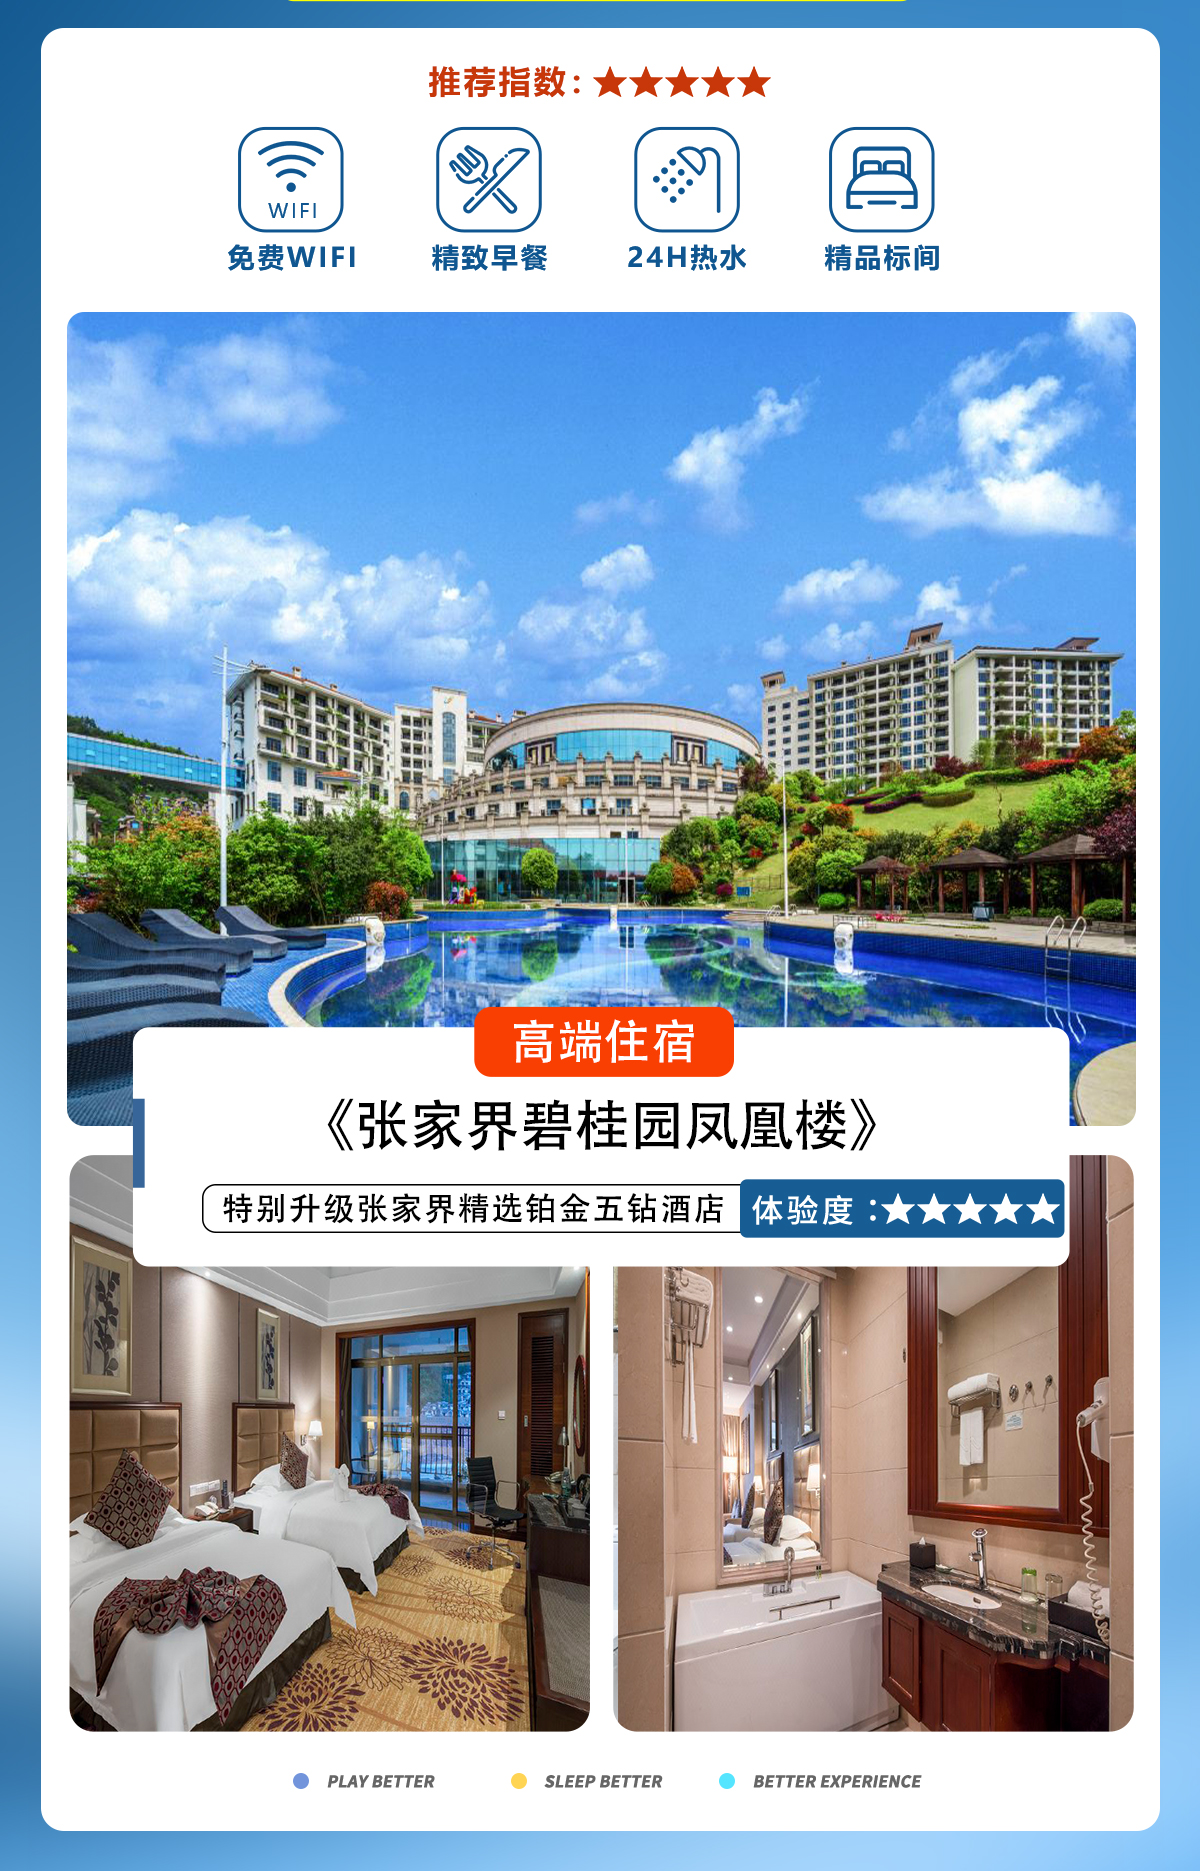 推荐指数：★★★★★
WIFI
免费WIFI 精致早餐 24H热水 精品标间
高端住宿
《张家界碧桂园凤凰楼》
特别升级张家界精选铂金五钻酒店 体验度：★★★★★
PLAY BETTER SLEEP BETTER BETTER EXPERIENCE